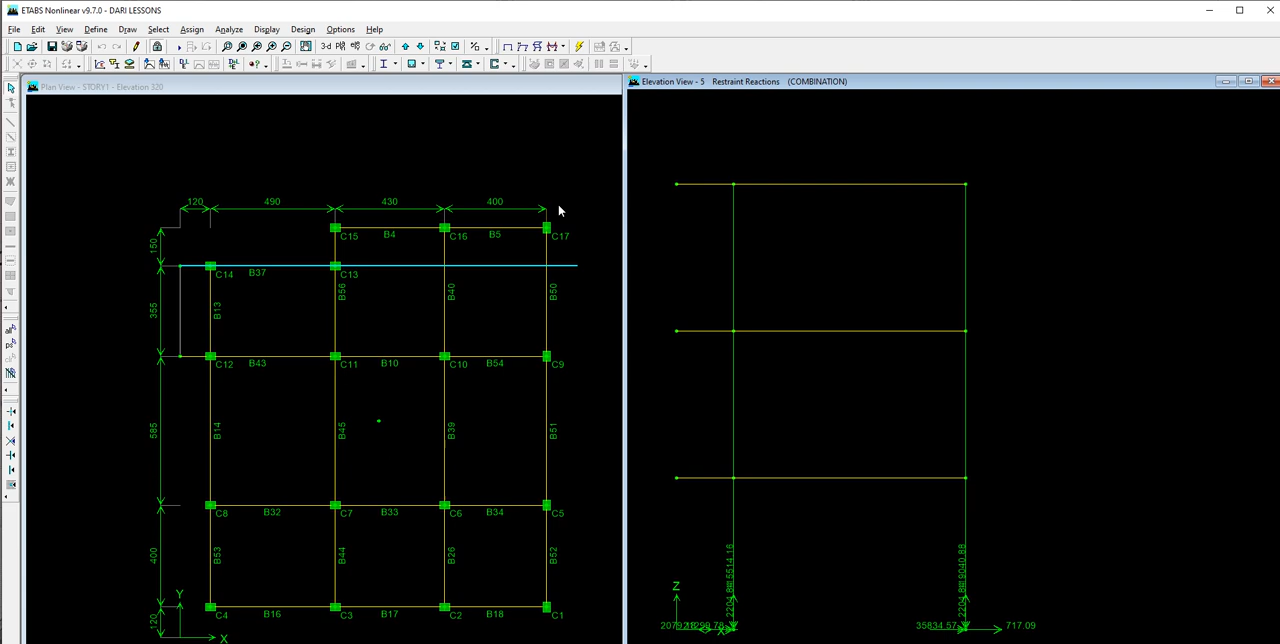 ETABS Nonlinear v9.7.0 - DARI LESSONS
File Edit View Define Draw Select Assign Analyze Display Design Options Help
Plan View - STORY1 - Elevation 320
Elevation View - 5 Restraint Reactions (COMBINATION)
120 490 430 400
C15 B4 C16 B5 C17
150
C14 B37 C13
355 B13 B56 B40 B50
C12 B43 C11 B10 C10 B54 C9
585 B14 B45 B39 B51
C8 B32 C7 B33 C6 B34 C5
400 B53 B44 B26 B52
C4 B16 C3 B17 C2 B18 C1
120 Y X
Z X
35834.57 717.09